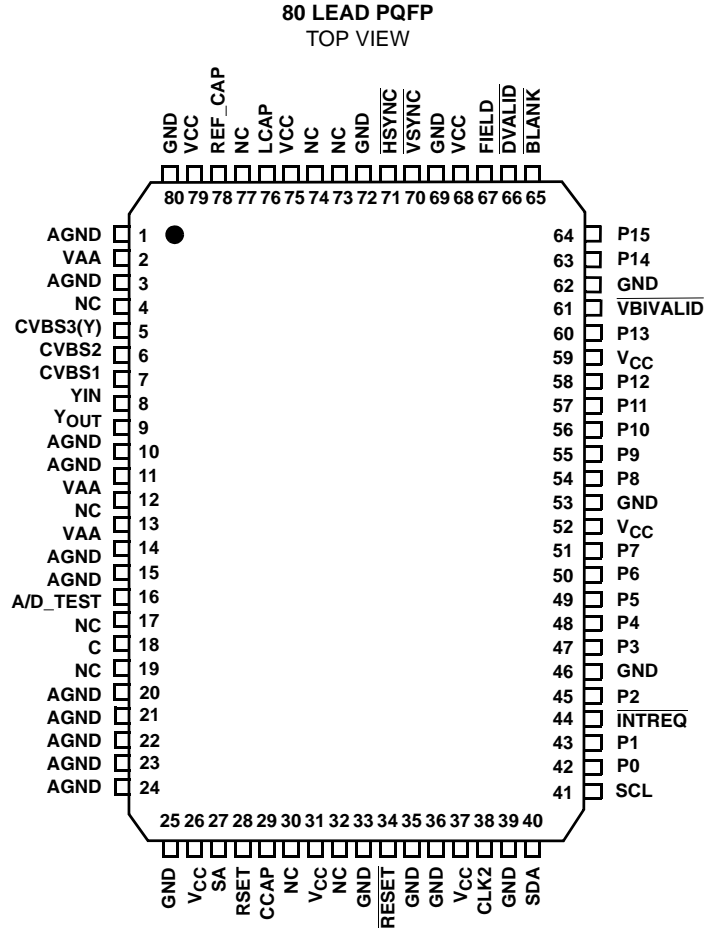 80 LEAD PQFP
TOP VIEW
GND
VCC
REF_CAP
NC
LCAP
VCC
NC
NC
GND
HSYNC
VSYNC
GND
VCC
FIELD
DVALID
BLANK
80 79 78 77 76 75 74 73 72 71 70 69 68 67 66 65
AGND 1
VAA 2
AGND 3
NC 4
CVBS3(Y) 5
CVBS2 6
CVBS1 7
YIN 8
YOUT 9
AGND 10
AGND 11
VAA 12
NC 13
VAA 14
AGND 15
AGND 16
A/D_TEST 17
NC 18
C 19
NC 20
AGND 21
AGND 22
AGND 23
AGND 24
AGND
64 P15
63 P14
62 GND
61 VBIVALID
60 P13
59 VCC
58 P12
57 P11
56 P10
55 P9
54 P8
53 GND
52 VCC
51 P7
50 P6
49 P5
48 P4
47 P3
46 GND
45 P2
44 INTREQ
43 P1
42 P0
41 SCL
25 26 27 28 29 30 31 32 33 34 35 36 37 38 39 40
GND
VCC
SA
RSET
CCAP
NC
VCC
NC
GND
RESET
GND
GND
VCC
CLK2
GND
SDA